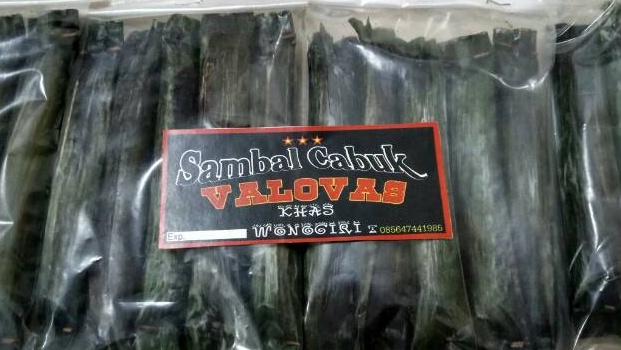 Sambal Cabuk
VALOVAS
KHAS
WONOGIRI
Exp.
085647441985